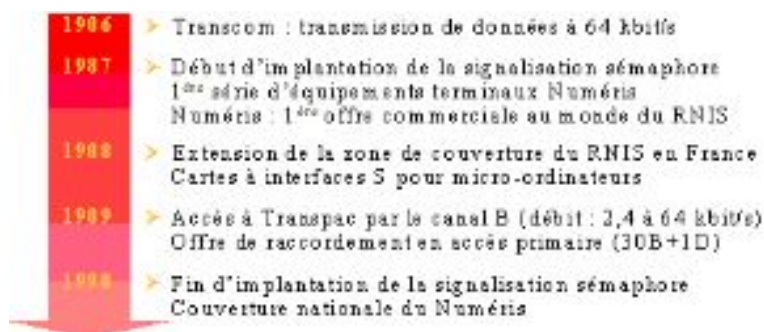 1986 Transcom : transmission de données à 64 kbit/s
1987 Début d'implantation de la signalisation sémaphore
1ère série d'équipements terminaux Numéris
Numéris : 1ère offre commerciale au monde du RNIS
1988 Extension de la zone de couverture du RNIS en France
Cartes à interfaces S pour micro-ordinateurs
1989 Accès à Transpac par le canal B (débit : 2,4 à 64 kbit/s)
Offre de raccordement en accès primaire (30B+1D)
Fin d'implantation de la signalisation sémaphore
Couverture nationale du Numéris